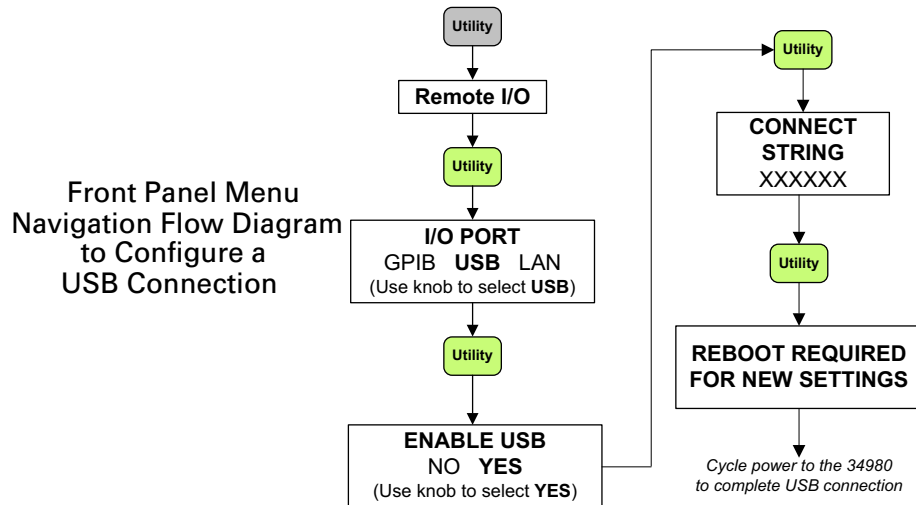 Front Panel Menu
Navigation Flow Diagram
to Configure a
USB Connection
Utility
Remote I/O
Utility
I/O PORT
GPIB USB LAN
(Use knob to select USB)
Utility
ENABLE USB
NO YES
(Use knob to select YES)
Utility
CONNECT
STRING
XXXXXX
Utility
REBOOT REQUIRED
FOR NEW SETTINGS
Cycle power to the 34980
to complete USB connection